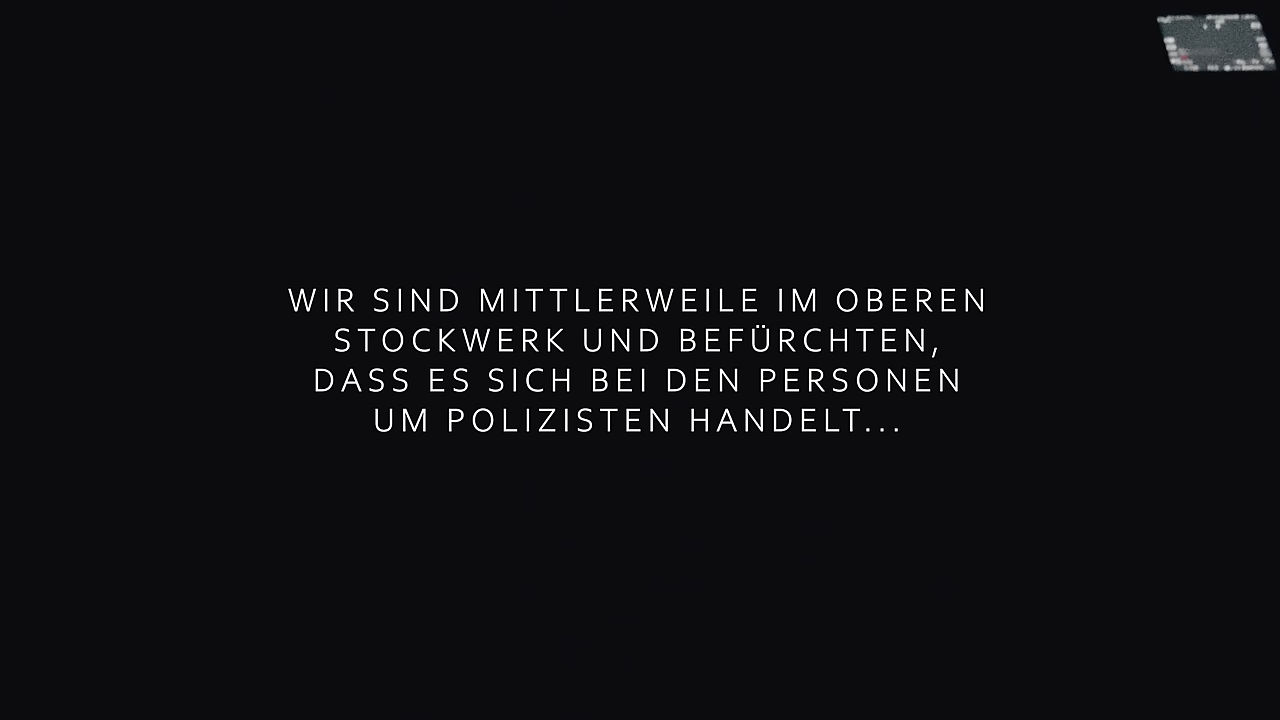 WIR SIND MITTLERWEILE IM OBEREN
STOCKWERK UND BEFÜRCHTEN,
DASS ES SICH BEI DEN PERSONEN
UM POLIZISTEN HANDELT...